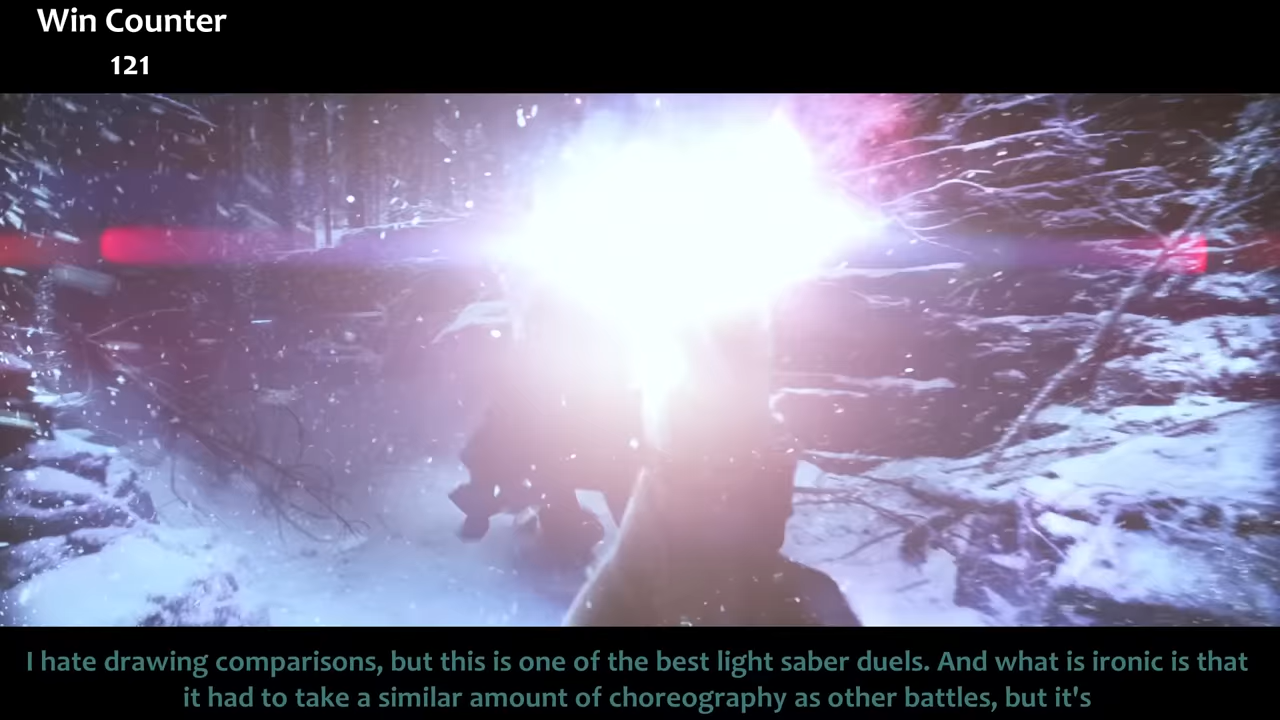 Win Counter
121
I hate drawing comparisons, but this is one of the best light saber duels. And what is ironic is that
it had to take a similar amount of choreography as other battles, but it's